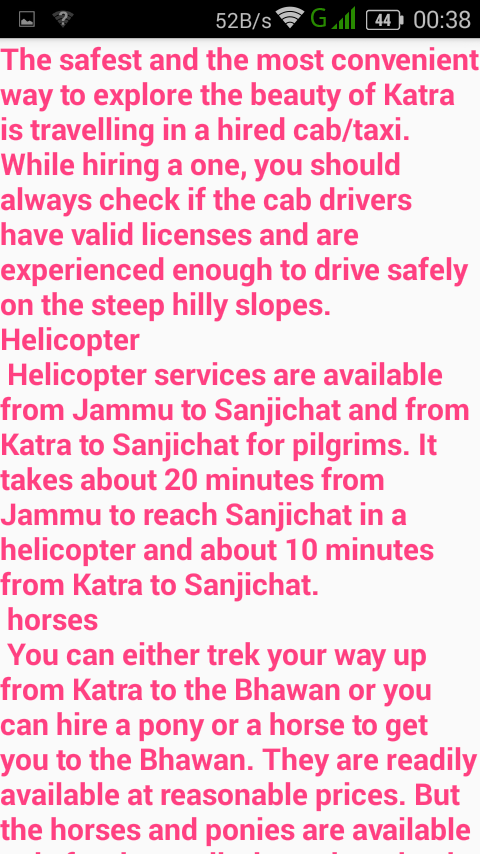 52B/s G 44 00:38
The safest and the most convenient
way to explore the beauty of Katra
is travelling in a hired cab/taxi.
While hiring a one, you should
always check if the cab drivers
have valid licenses and are
experienced enough to drive safely
on the steep hilly slopes.
Helicopter
Helicopter services are available
from Jammu to Sanjichat and from
Katra to Sanjichat for pilgrims. It
takes about 20 minutes from
Jammu to reach Sanjichat in a
helicopter and about 10 minutes
from Katra to Sanjichat.
horses
You can either trek your way up
from Katra to the Bhawan or you
can hire a pony or a horse to get
you to the Bhawan. They are readily
available at reasonable prices. But
the horses and ponies are available